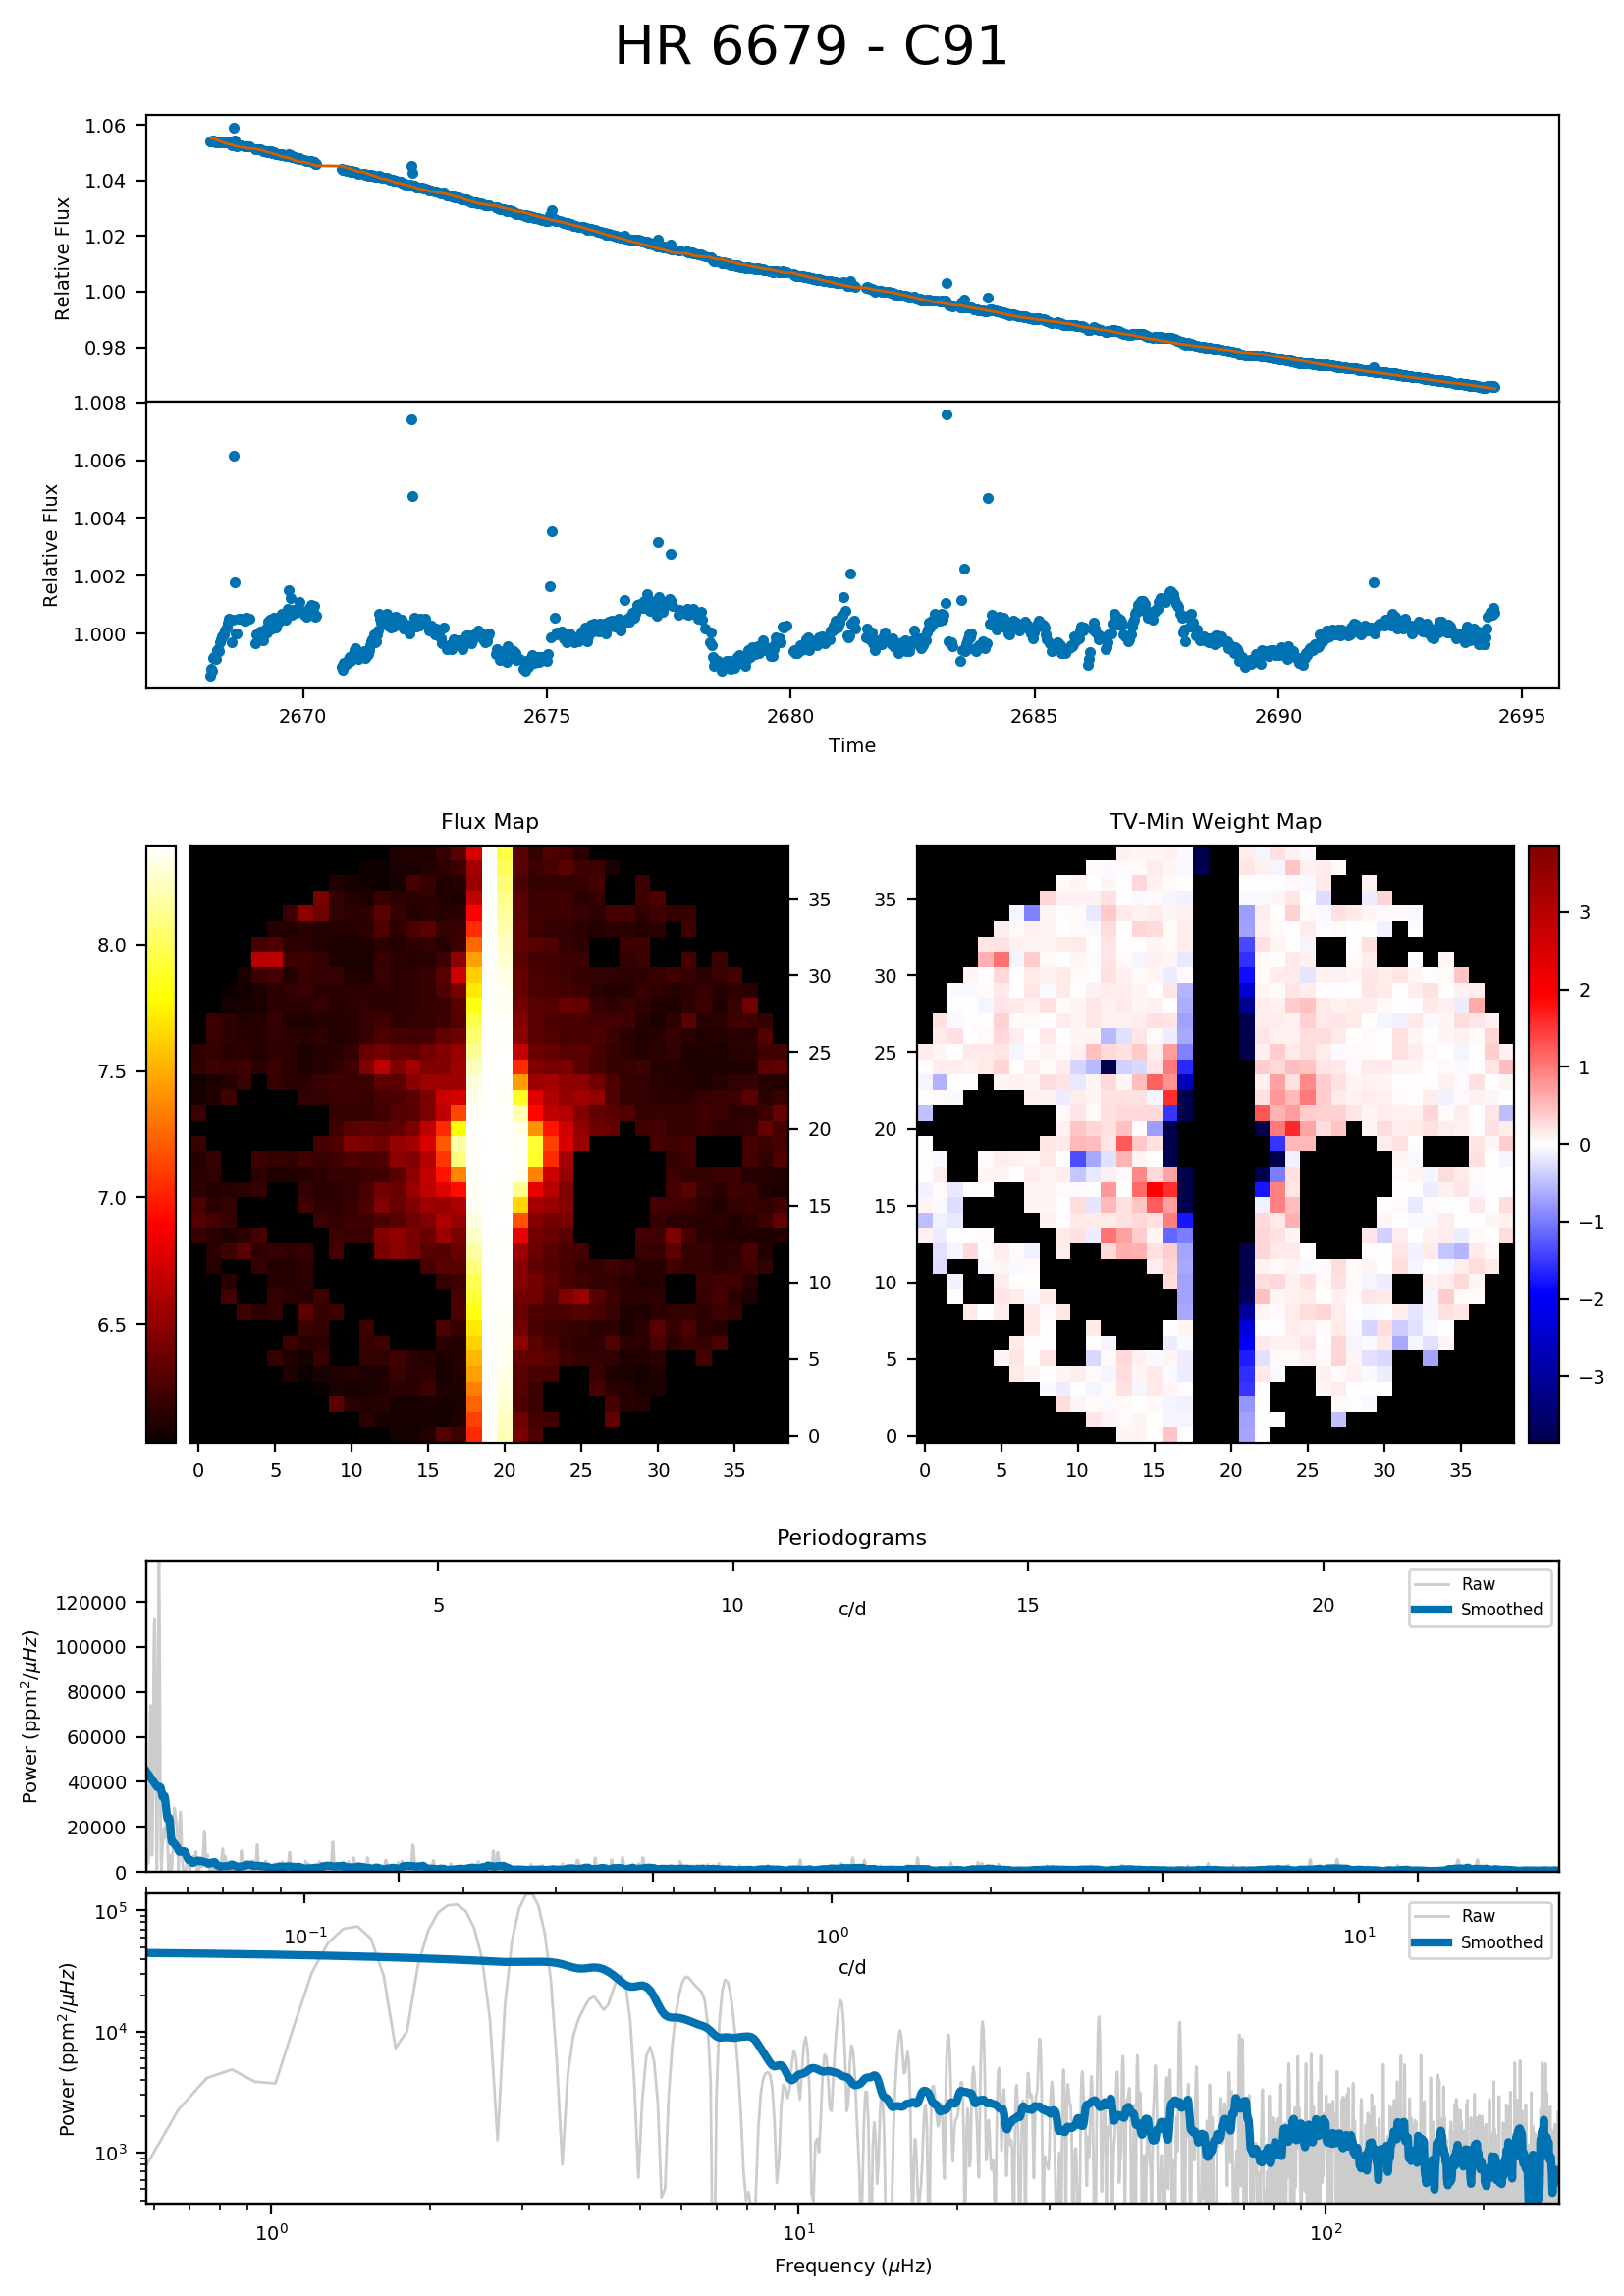 HR 6679 - C91
1.06
1.04
1.02
1.00
0.98
Relative Flux
1.008
1.006
1.004
1.002
1.000
Relative Flux
2670 2675 2680 2685 2690 2695
Time
Flux Map
8.0
7.5
7.0
6.5
35
30
25
20
15
10
5
0
0 5 10 15 20 25 30 35
TV-Min Weight Map
35
30
25
20
15
10
5
0
0 5 10 15 20 25 30 35
3
2
1
0
−1
−2
−3
Periodograms
120000
100000
80000
60000
40000
20000
0
Power (ppm²/μHz)
5 10 15 20
c/d
Raw
Smoothed
10⁵
10⁴
10³
Power (ppm²/μHz)
10⁻¹ 10⁰ 10¹
c/d
Raw
Smoothed
10⁰ 10¹ 10²
Frequency (μHz)